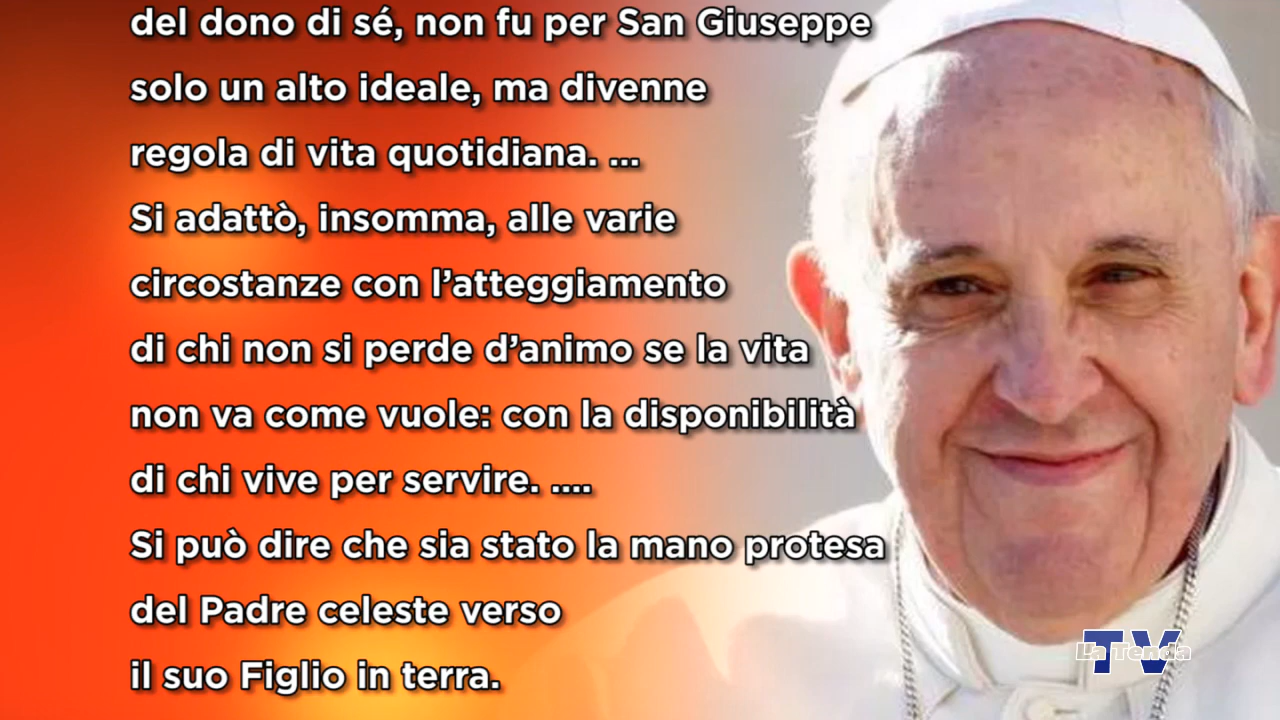 del dono di sé, non fu per San Giuseppe
solo un alto ideale, ma divenne
regola di vita quotidiana. ...
Si adattò, insomma, alle varie
circostanze con l’atteggiamento
di chi non si perde d’animo se la vita
non va come vuole: con la disponibilità
di chi vive per servire. ....
Si può dire che sia stato la mano protesa
del Padre celeste verso
il suo Figlio in terra.
TV
La Tenda